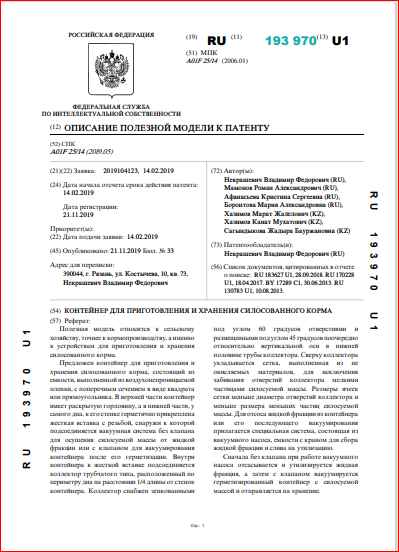 РОССИЙСКАЯ ФЕДЕРАЦИЯ
ФЕДЕРАЛЬНАЯ СЛУЖБА
ПО ИНТЕЛЛЕКТУАЛЬНОЙ СОБСТВЕННОСТИ
(19) RU (11) 193 970 (13) U1
(51) МПК
A01F 25/14 (2006.01)
(12) ОПИСАНИЕ ПОЛЕЗНОЙ МОДЕЛИ К ПАТЕНТУ
(52) СПК
A01F 25/14 (2019.05)
(21)(22) Заявка: 2019104123, 14.02.2019
(24) Дата начала отсчета срока действия патента:
14.02.2019
Дата регистрации:
21.11.2019
Приоритет(ы):
(22) Дата подачи заявки: 14.02.2019
(45) Опубликовано: 21.11.2019 Бюл. № 33
Адрес для переписки:
390044, г. Рязань, ул. Костычева, 10, кв. 73,
Некрашевич Владимир Федорович
(72) Автор(ы):
Некрашевич Владимир Федорович (RU),
Мамонов Роман Александрович (RU),
Афанасьева Кристина Сергеевна (RU),
Воронтова Мария Александровна (RU),
Хазимов Марат Жалелович (KZ),
Хазимов Канат Мухатович (KZ),
Сагындыкова Жадыра Бауржановна (KZ)
(73) Патентообладатель(и):
Некрашевич Владимир Федорович (RU)
(56) Список документов, цитированных в отчете
о поиске: RU 183627 U1, 28.09.2018. RU 170228
U1, 18.04.2017. BY 17289 C1, 30.06.2013. RU
130783 U1, 10.08.2013.
(54) КОНТЕЙНЕР ДЛЯ ПРИГОТОВЛЕНИЯ И ХРАНЕНИЯ СИЛОСОВАННОГО КОРМА
(57) Реферат:
Полезная модель относится к сельскому
хозяйству, точнее к кормопроизводству, а именно
к устройствам для приготовления и хранения
силосованного корма.
Предложен контейнер для приготовления и
хранения силосованного корма, состоящий из
емкости, выполненной из воздухонепроницаемой
пленки, с поперечным сечением в виде квадрата
или прямоугольника. В верхней части контейнер
имеет раскрытую горловину, а в нижней части, у
самого дна, к его стенке герметично прикреплена
жесткая вставка с резьбой, снаружи к которой
подсоединяется вакуумная система без клапана
для осушения силосуемой массы от жидкой
фракции или с клапаном для вакуумирования
контейнера после его герметизации. Внутри
контейнера к жесткой вставке подсоединяется
коллектор трубчатого типа, расположенный по
периметру дна на расстоянии 1/4 длины от стенок
контейнера. Коллектор снабжен зенкованными
под углом 60 градусов отверстиями и
размещенными под углом 45 градусов поочередно
относительно вертикальной оси в нижней
половине трубы коллектора. Сверху коллектора
укладывается сетка, выполненная из не
окисляемых материалов, для исключения
забивания отверстий коллектора мелкими
частицами силосуемой массы. Размеры ячеек
сетки меньше диаметра отверстий коллектора и
меньше размера меньших частиц силосуемой
массы. Для отсоса жидкой фракции из контейнера
или его последующего вакуумирования
прилагается специальная система, состоящая из
вакуумного насоса, емкости с краном для сбора
жидкой фракции и слива на утилизацию.
Сначала без клапана при работе вакуумного
насоса отсасывается и утилизируется жидкая
фракция, а затем с клапаном вакуумируется
герметизированный контейнер с силосуемой
массой и отправляется на хранение.
RU 193970 U1
RU 193970 U1
Стр.: 1